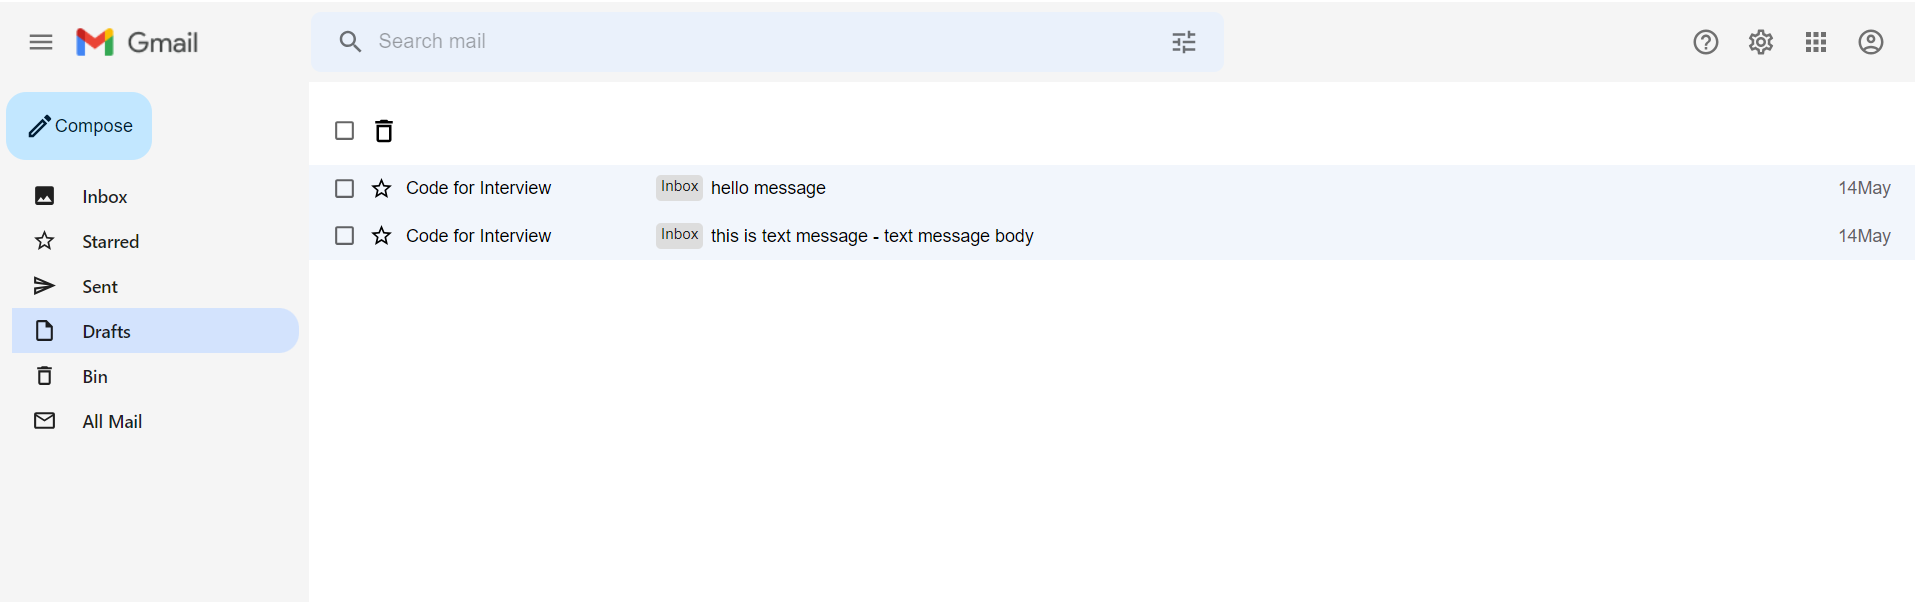 Gmail
Search mail
Compose
Inbox
Starred
Sent
Drafts
Bin
All Mail
Code for Interview Inbox hello message 14May
Code for Interview Inbox this is text message - text message body 14May